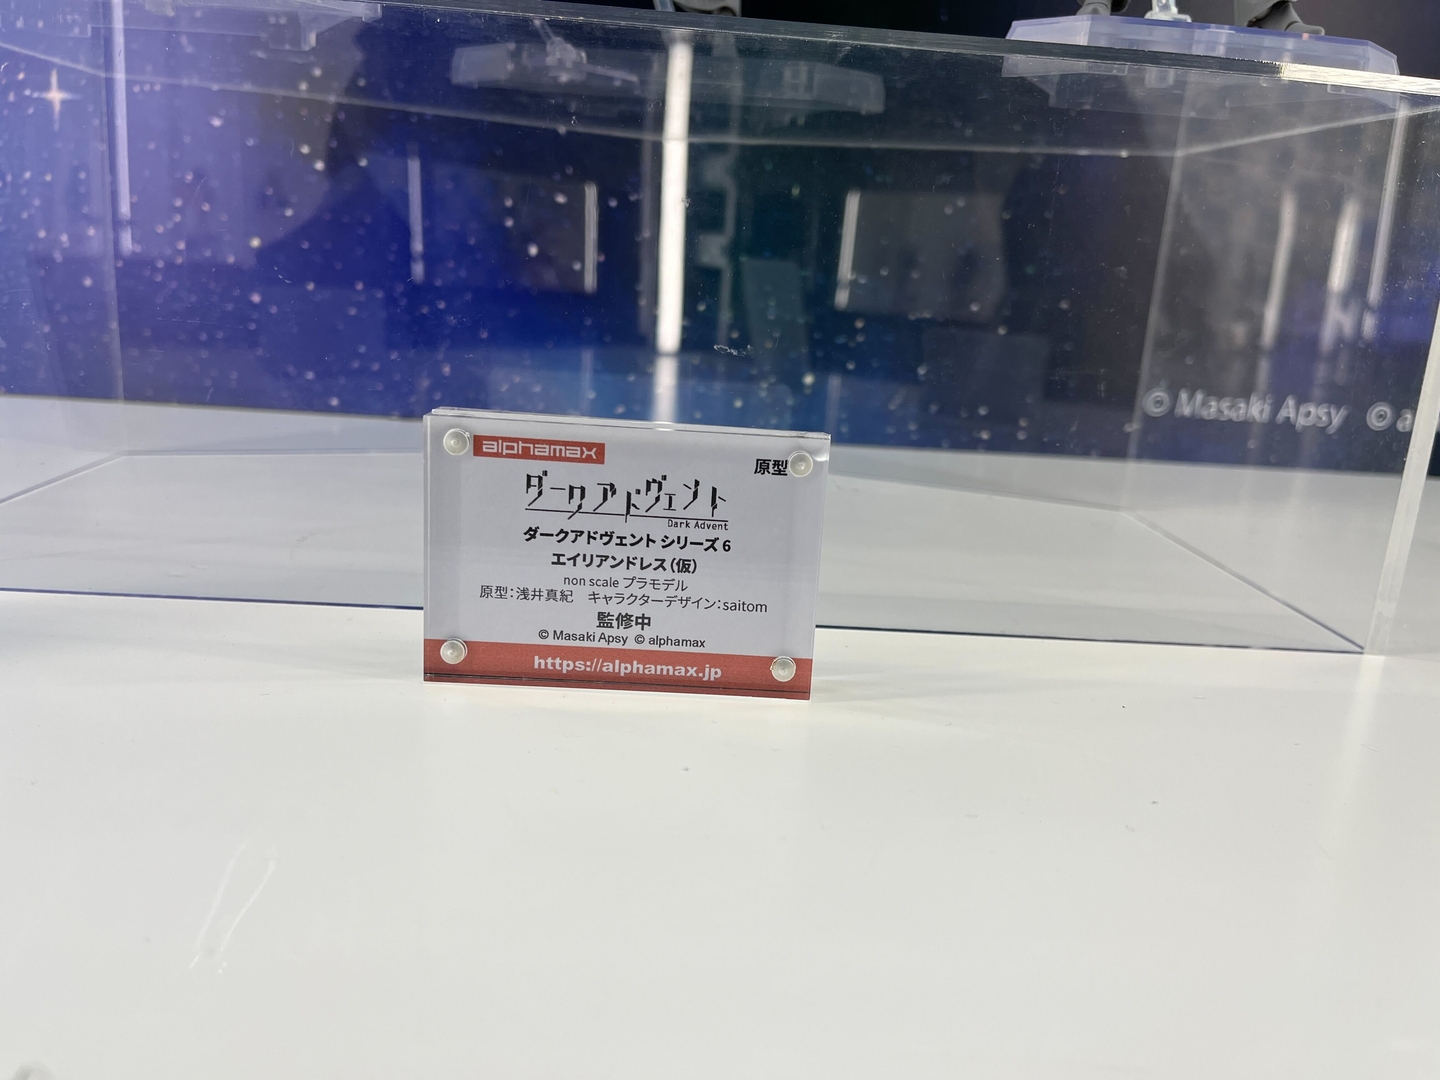 © Masaki Apsy © a
alphamax
原型
ダークアドヴェント
Dark Advent
ダークアドヴェント シリーズ 6
エイリアンドレス(仮)
non scale プラモデル
原型:浅井真紀 キャラクターデザイン:saitom
監修中
© Masaki Apsy © alphamax
https://alphamax.jp